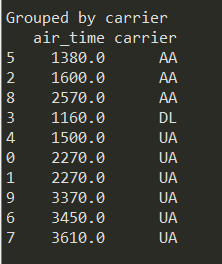 Grouped by carrier
air_time carrier
5 1380.0 AA
2 1600.0 AA
8 2570.0 AA
3 1160.0 DL
4 1500.0 UA
0 2270.0 UA
1 2270.0 UA
9 3370.0 UA
6 3450.0 UA
7 3610.0 UA